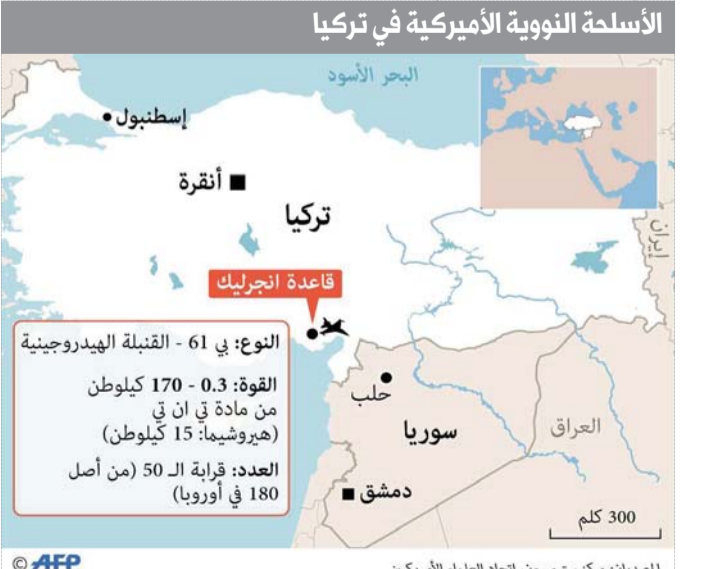 الأسلحة النووية الأميركية في تركيا
البحر الأسود
إسطنبول
أنقرة
تركيا
إيران
قاعدة انجرليك
النوع: بي 61 - القنبلة الهيدروجينية
القوة: 0.3 - 170 كيلوطن
من مادة تي ان تي
(هيروشيما: 15 كيلوطن)
العدد: قرابة الـ 50 (من أصل
180 في أوروبا)
حلب
سوريا
العراق
دمشق
300 كلم
© AFP